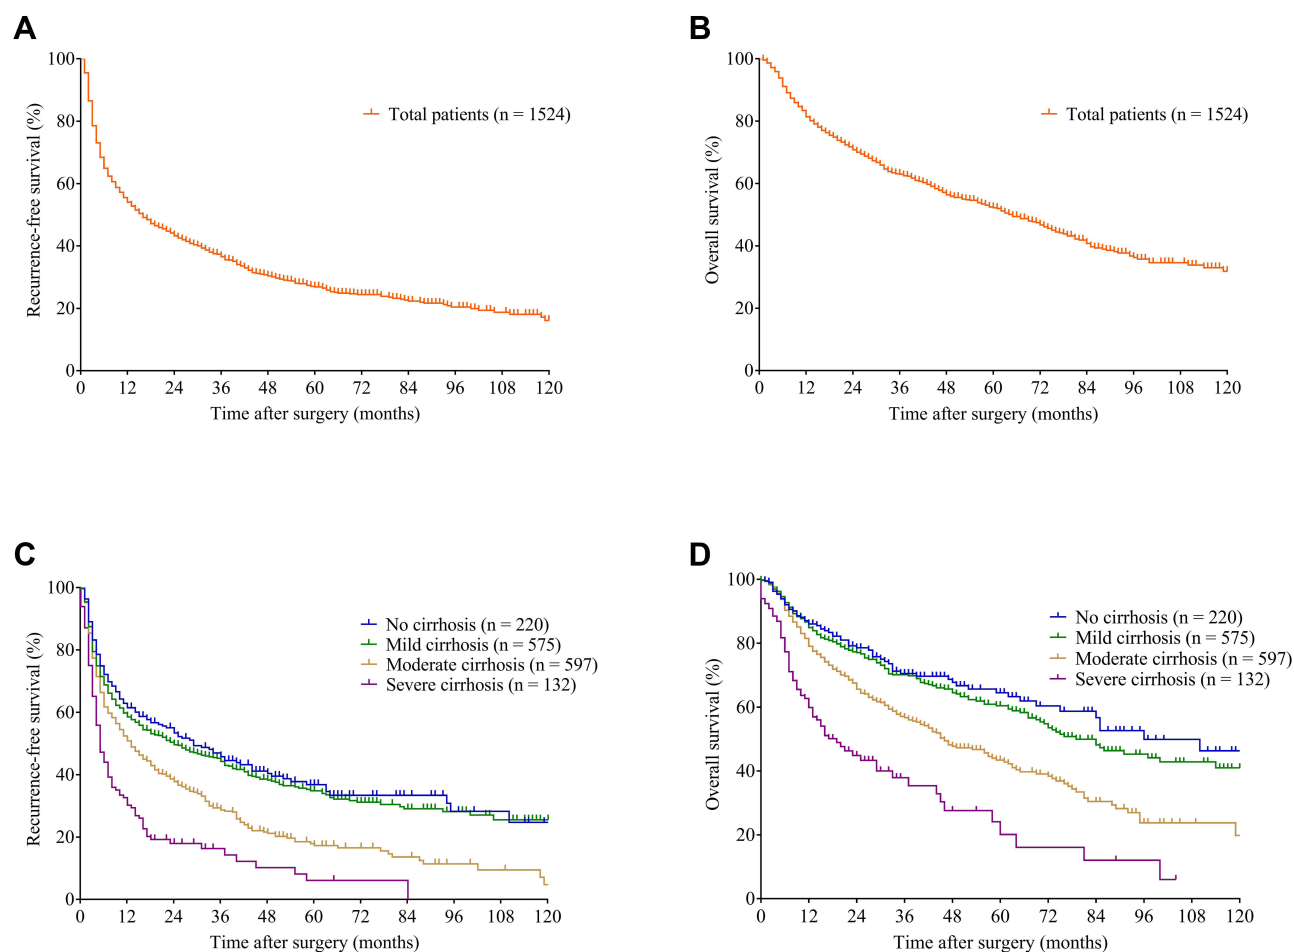 A
Recurrence-free survival (%)
100
80
60
40
20
0
Total patients (n = 1524)
0 12 24 36 48 60 72 84 96 108 120
Time after surgery (months)
B
Overall survival (%)
100
80
60
40
20
0
Total patients (n = 1524)
0 12 24 36 48 60 72 84 96 108 120
Time after surgery (months)
C
Recurrence-free survival (%)
100
80
60
40
20
0
No cirrhosis (n = 220)
Mild cirrhosis (n = 575)
Moderate cirrhosis (n = 597)
Severe cirrhosis (n = 132)
0 12 24 36 48 60 72 84 96 108 120
Time after surgery (months)
D
Overall survival (%)
100
80
60
40
20
0
No cirrhosis (n = 220)
Mild cirrhosis (n = 575)
Moderate cirrhosis (n = 597)
Severe cirrhosis (n = 132)
0 12 24 36 48 60 72 84 96 108 120
Time after surgery (months)